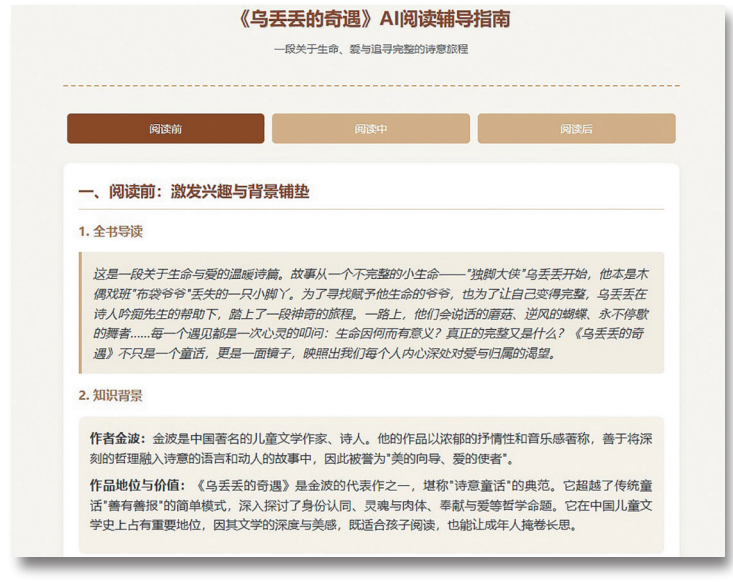 《乌丢丢的奇遇》AI阅读辅导指南
一段关于生命、爱与追寻完整的诗意旅程
阅读前
阅读中
阅读后
一、阅读前：激发兴趣与背景铺垫
1. 全书导读
这是一段关于生命与爱的温暖诗篇。故事从一个不完整的小生命——"独脚大侠"乌丢丢开始，他本是木
偶戏班"布袋爷爷"丢失的一只小脚丫。为了寻找赋予他生命的爷爷，也为了让自己变得完整，乌丢丢在
诗人吟痴先生的帮助下，踏上了一段神奇的旅程。一路上，他们会说话的蘑菇、逆风的蝴蝶、永不停歇
的舞者……每一个遇见都是一次心灵的叩问：生命因何而有意义？真正的完整又是什么？《乌丢丢的奇
遇》不只是一个童话，更是一面镜子，映照出我们每个人内心深处对爱与归属的渴望。
2. 知识背景
作者金波：金波是中国著名的儿童文学作家、诗人。他的作品以浓郁的抒情性和音乐感著称，善于将深
刻的哲理融入诗意的语言和动人的故事中，因此被誉为"美的向导、爱的使者"。
作品地位与价值：《乌丢丢的奇遇》是金波的代表作之一，堪称"诗意童话"的典范。它超越了传统童
话"善有善报"的简单模式，深入探讨了身份认同、灵魂与肉体、奉献与爱等哲学命题。它在中国儿童文
学史上占有重要地位，因其文学的深度与美感，既适合孩子阅读，也能让成年人掩卷长思。